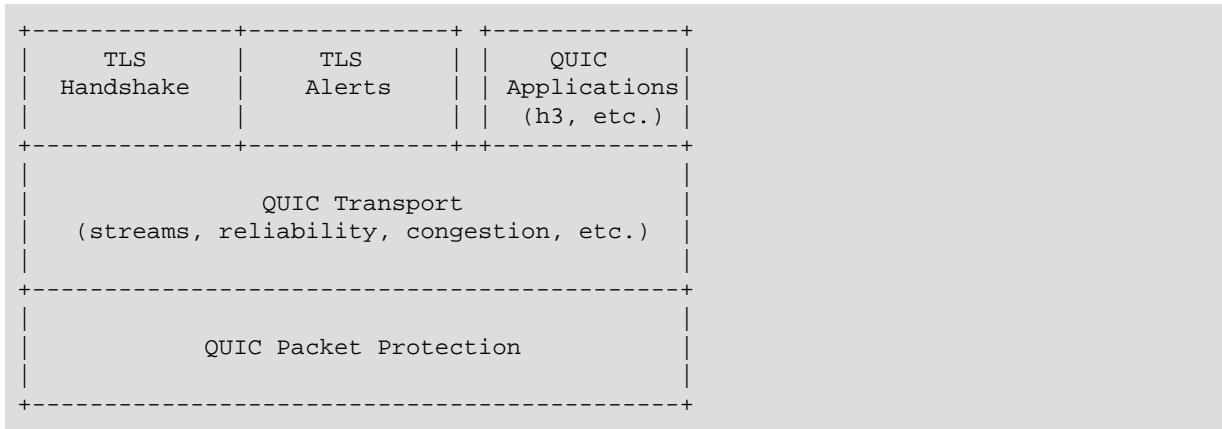 +--------------+--------------+ +-------------+
|     TLS      |     TLS      | |    QUIC     |
|  Handshake   |    Alerts    | | Applications|
|              |              | |  (h3, etc.) |
+--------------+--------------+-+-------------+
|                                             |
|                QUIC Transport               |
|   (streams, reliability, congestion, etc.)  |
|                                             |
+---------------------------------------------+
|                                             |
|            QUIC Packet Protection           |
|                                             |
+---------------------------------------------+